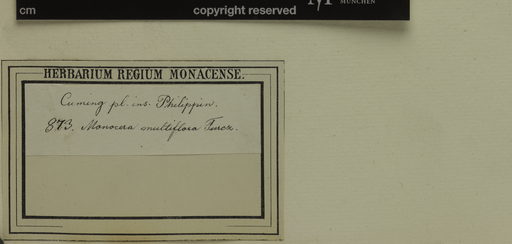 cm copyright reserved MÜNCHEN
HERBARIUM REGIUM MONACENSE.
Cuming pl. ins. Philippin.
873. Monocera multiflora Turcz.